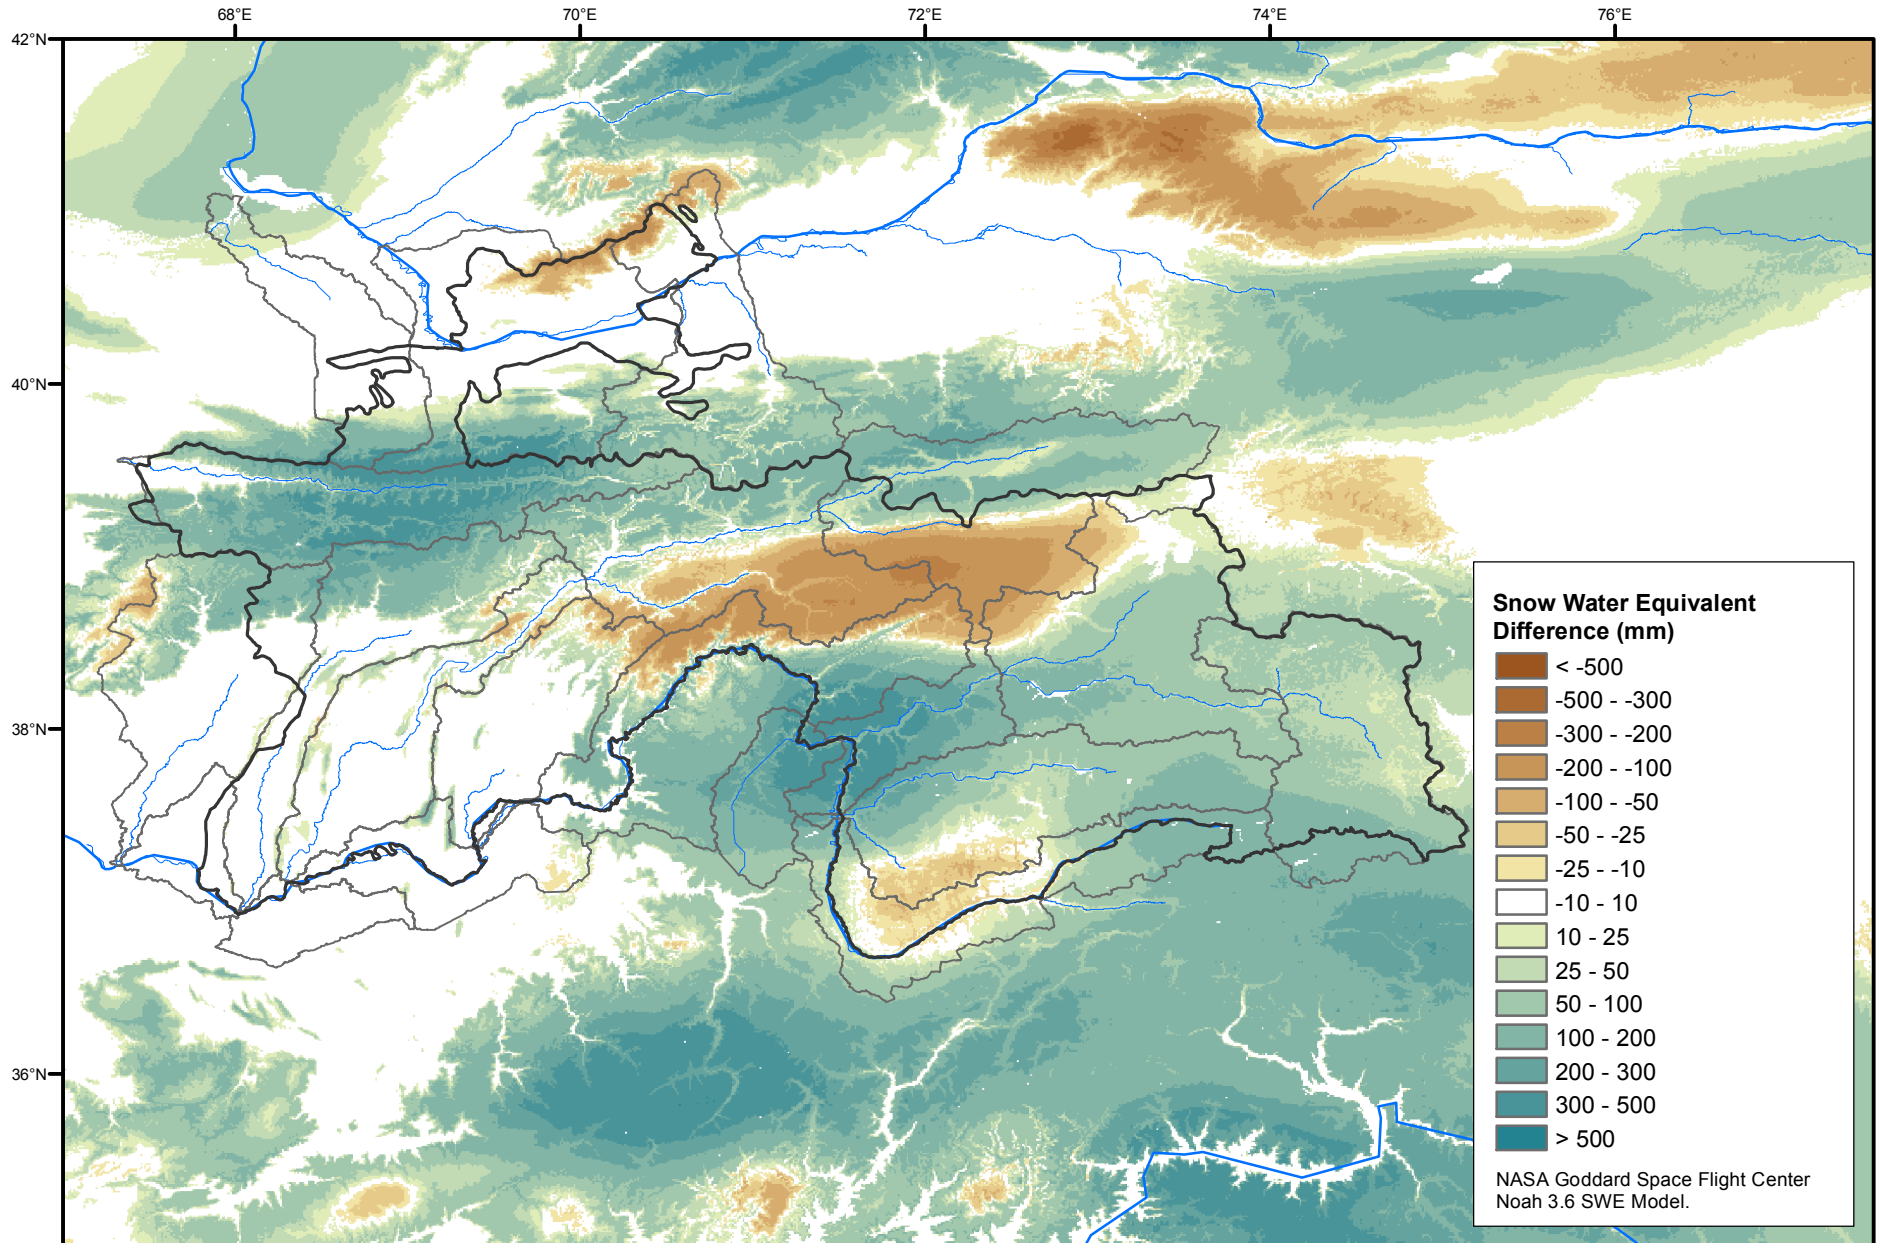 68°E
70°E
72°E
74°E
76°E
42°N
40°N
38°N
36°N
Snow Water Equivalent
Difference (mm)
< -500
-500 - -300
-300 - -200
-200 - -100
-100 - -50
-50 - -25
-25 - -10
-10 - 10
10 - 25
25 - 50
50 - 100
100 - 200
200 - 300
300 - 500
> 500
NASA Goddard Space Flight Center
Noah 3.6 SWE Model.